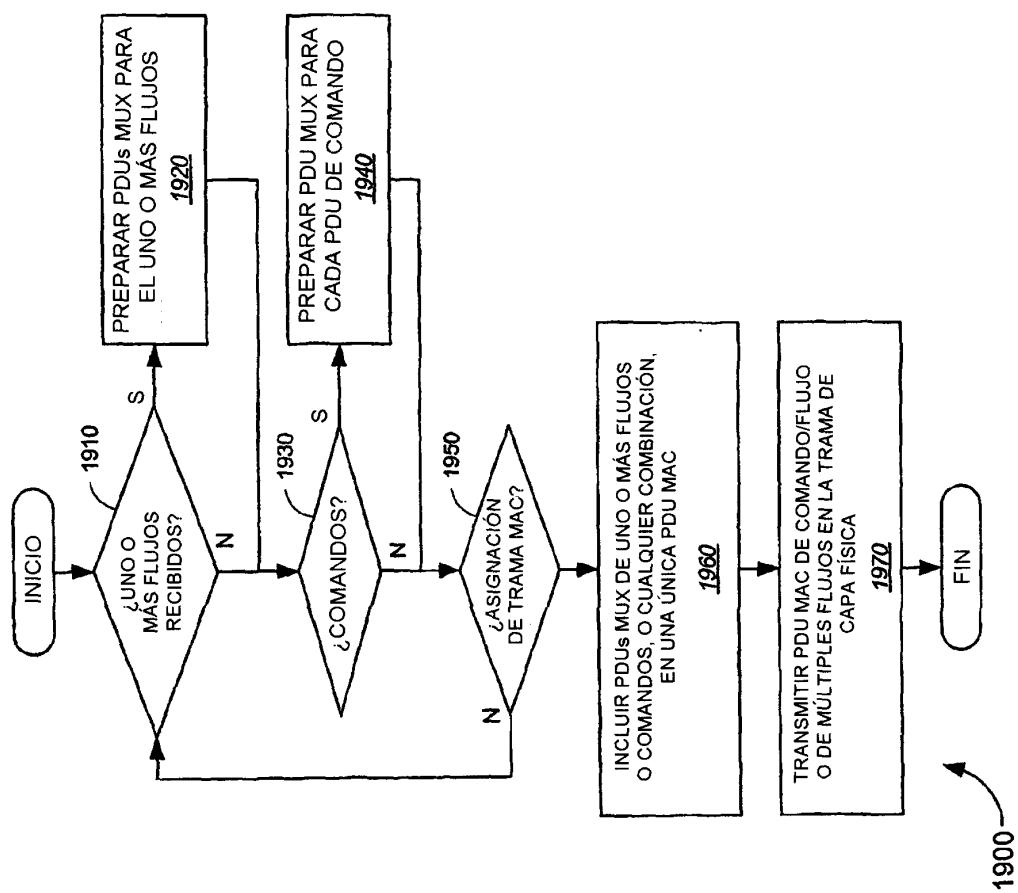 INICIO
1910
¿UNO O
MÁS FLUJOS
RECIBIDOS?
S
N
PREPARAR PDUs MUX PARA
EL UNO O MÁS FLUJOS
1920
1930
¿COMANDOS?
S
N
PREPARAR PDU MUX PARA
CADA PDU DE COMANDO
1940
1950
¿ASIGNACIÓN
DE TRAMA MAC?
N
INCLUIR PDUs MUX DE UNO O MÁS FLUJOS
O COMANDOS, O CUALQUIER COMBINACIÓN,
EN UNA ÚNICA PDU MAC
1960
TRANSMITIR PDU MAC DE COMANDO/FLUJO
O DE MÚLTIPLES FLUJOS EN LA TRAMA DE
CAPA FÍSICA
1970
FIN
1900